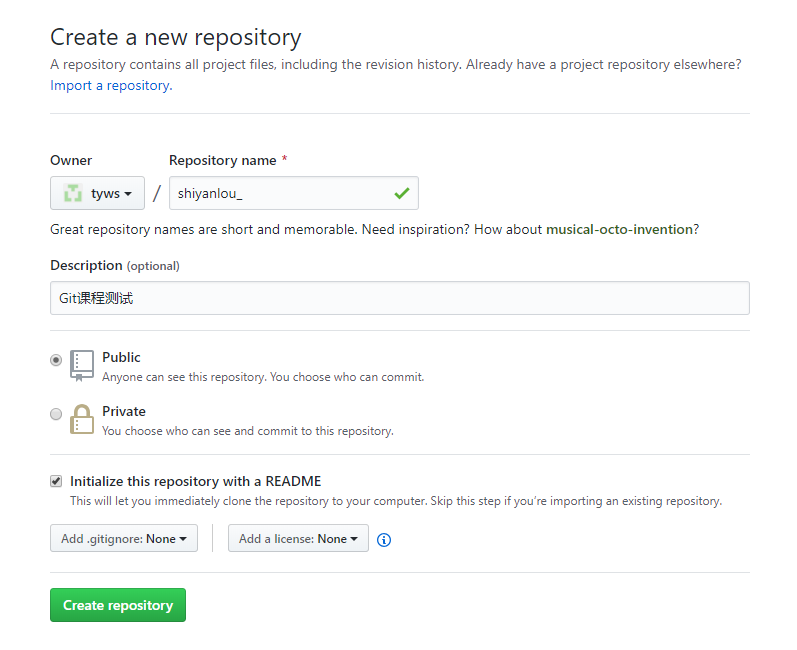 Create a new repository
A repository contains all project files, including the revision history. Already have a project repository elsewhere?
Import a repository.
Owner Repository name *
tyws / shiyanlou_
Great repository names are short and memorable. Need inspiration? How about musical-octo-invention?
Description (optional)
Git课程测试
Public
Anyone can see this repository. You choose who can commit.
Private
You choose who can see and commit to this repository.
Initialize this repository with a README
This will let you immediately clone the repository to your computer. Skip this step if you’re importing an existing repository.
Add .gitignore: None Add a license: None
Create repository